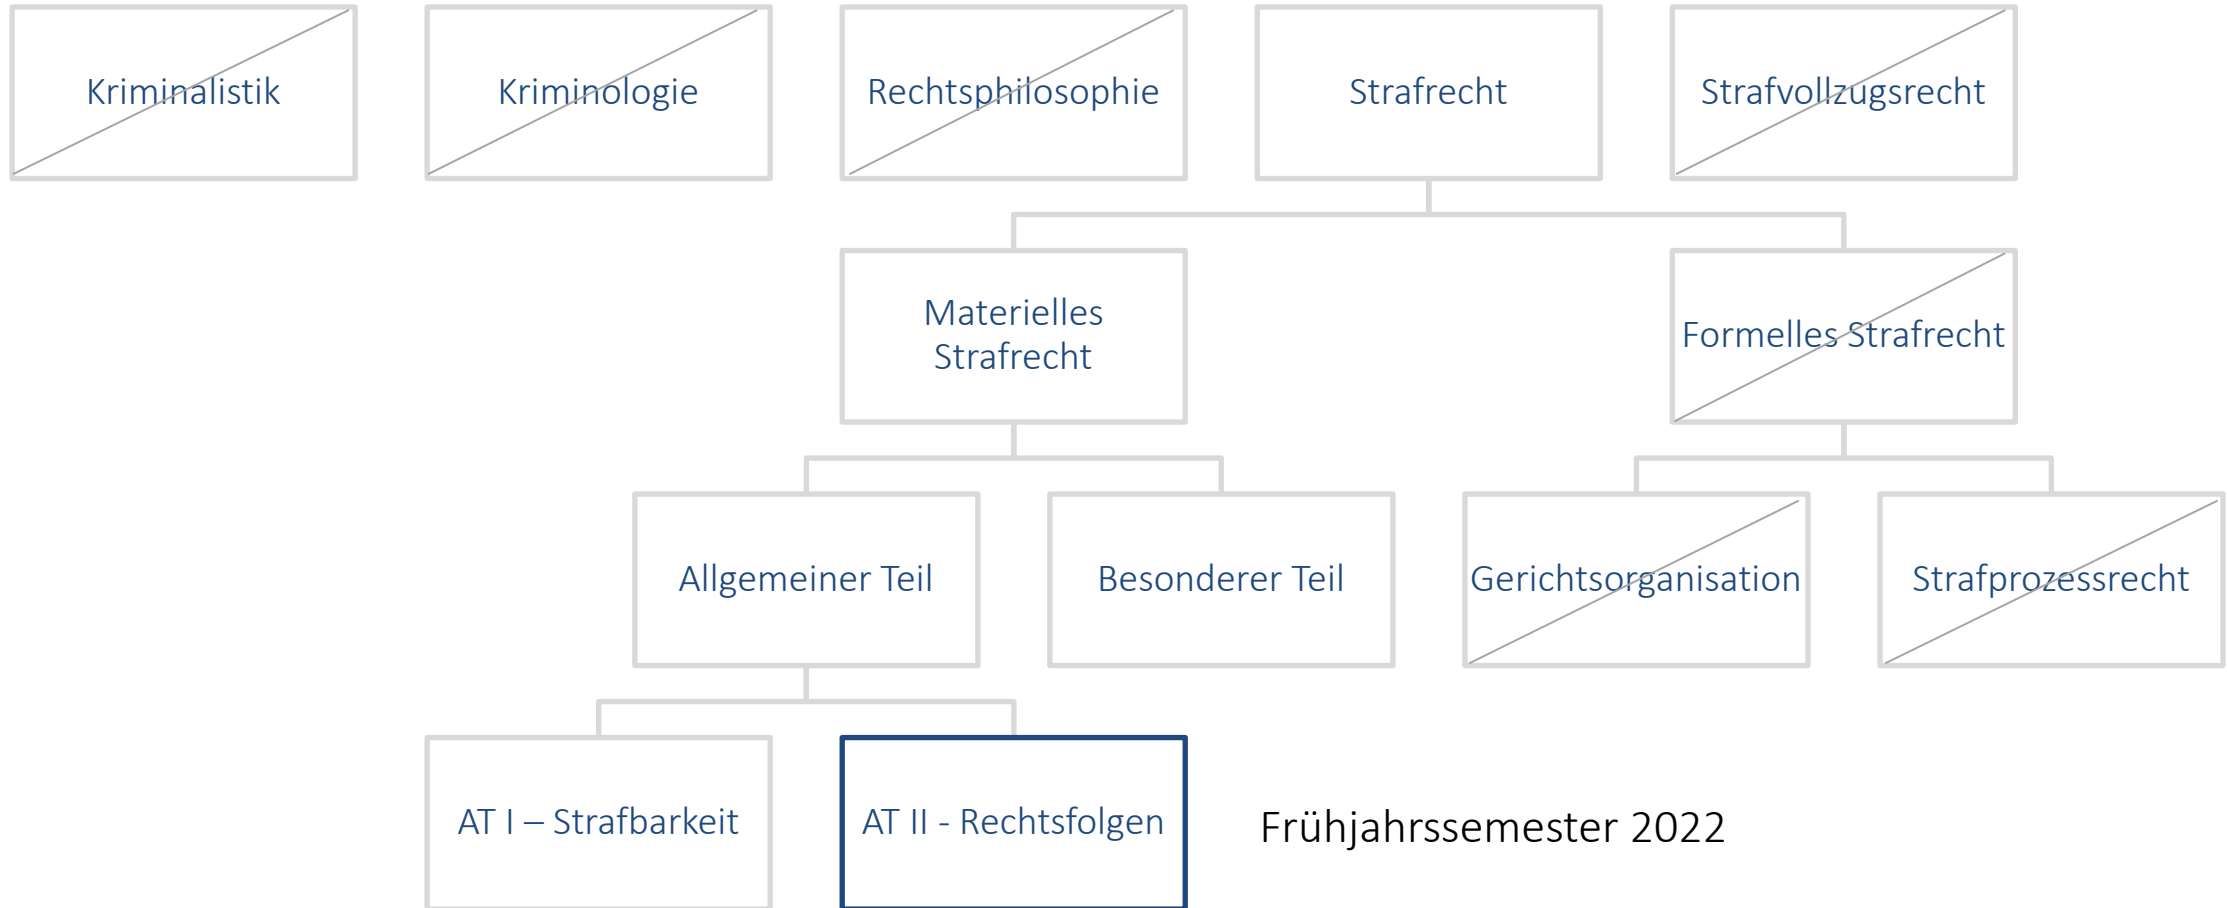 Kriminalistik
Kriminologie
Rechtsphilosophie
Strafrecht
Strafvollzugsrecht
Materielles
Strafrecht
Formelles Strafrecht
Allgemeiner Teil
Besonderer Teil
Gerichtsorganisation
Strafprozessrecht
AT I – Strafbarkeit
AT II - Rechtsfolgen
Frühjahrssemester 2022